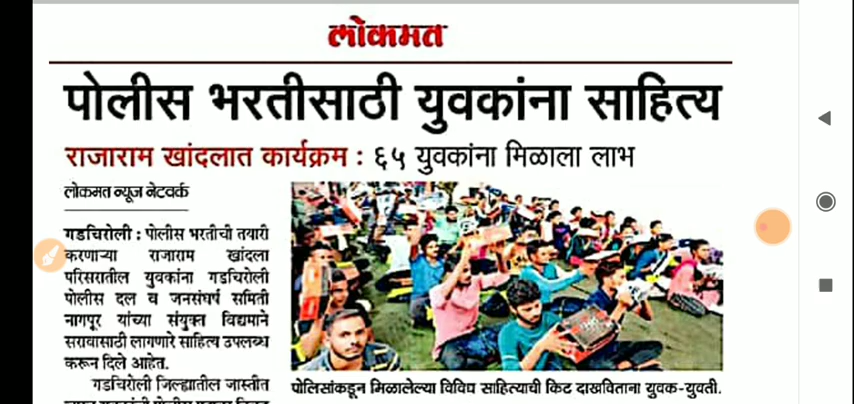 लोकमत
पोलीस भरतीसाठी युवकांना साहित्य
राजाराम खांदलात कार्यक्रम : ६५ युवकांना मिळाला लाभ
लोकमत न्यूज नेटवर्क
गडचिरोली : पोलीस भरतीची तयारी
करणाऱ्या राजाराम खांदला
परिसरातील युवकांना गडचिरोली
पोलीस दल व जनसंघर्ष समिती
नागपूर यांच्या संयुक्त विद्यमाने
सरावासाठी लागणारे साहित्य उपलब्ध
करून दिले आहेत.
गडचिरोली जिल्ह्यातील जास्तीत
पोलिसांकडून मिळालेल्या विविध साहित्याची किट दाखविताना युवक-युवती.